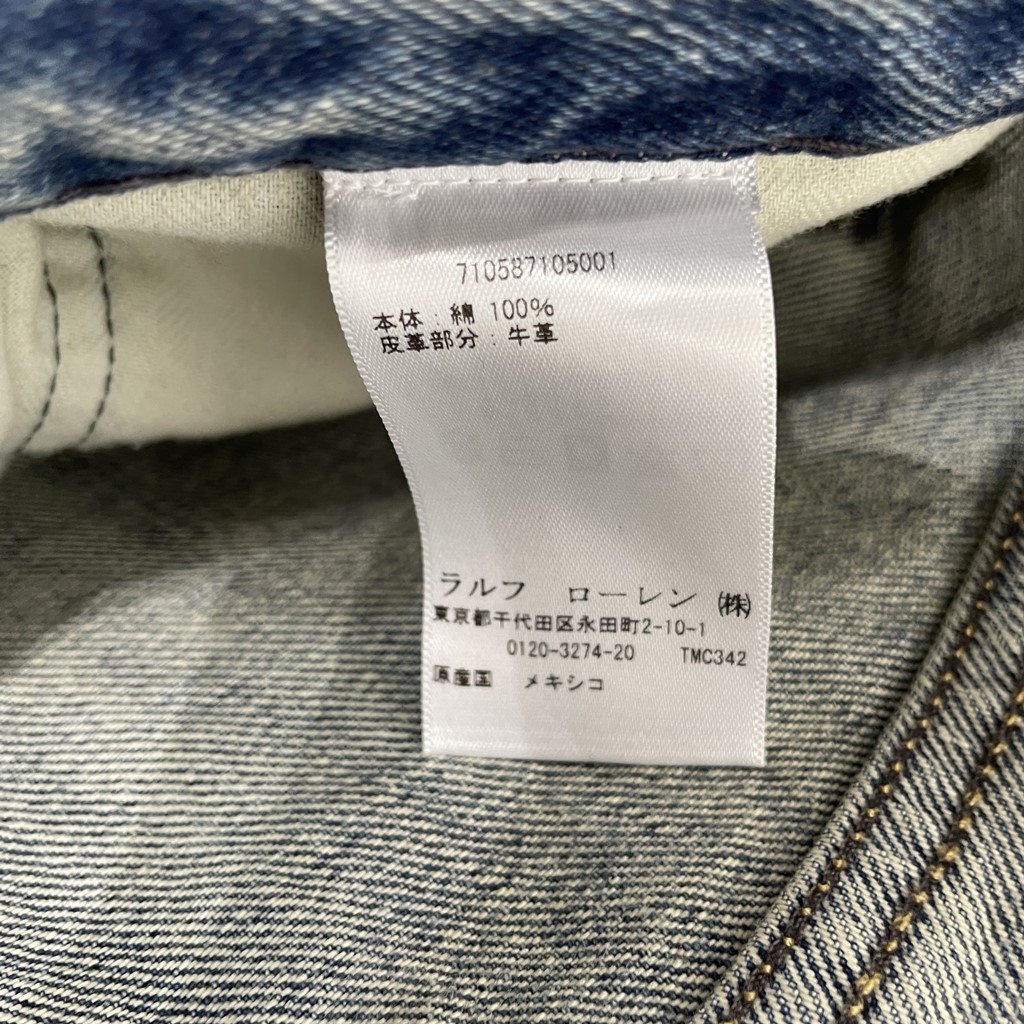 710587105001
本体：綿 100%
皮革部分：牛革
ラルフ　ローレン ㈱
東京都千代田区永田町2-10-1
0120-3274-20 TMC342
原産国 メキシコ